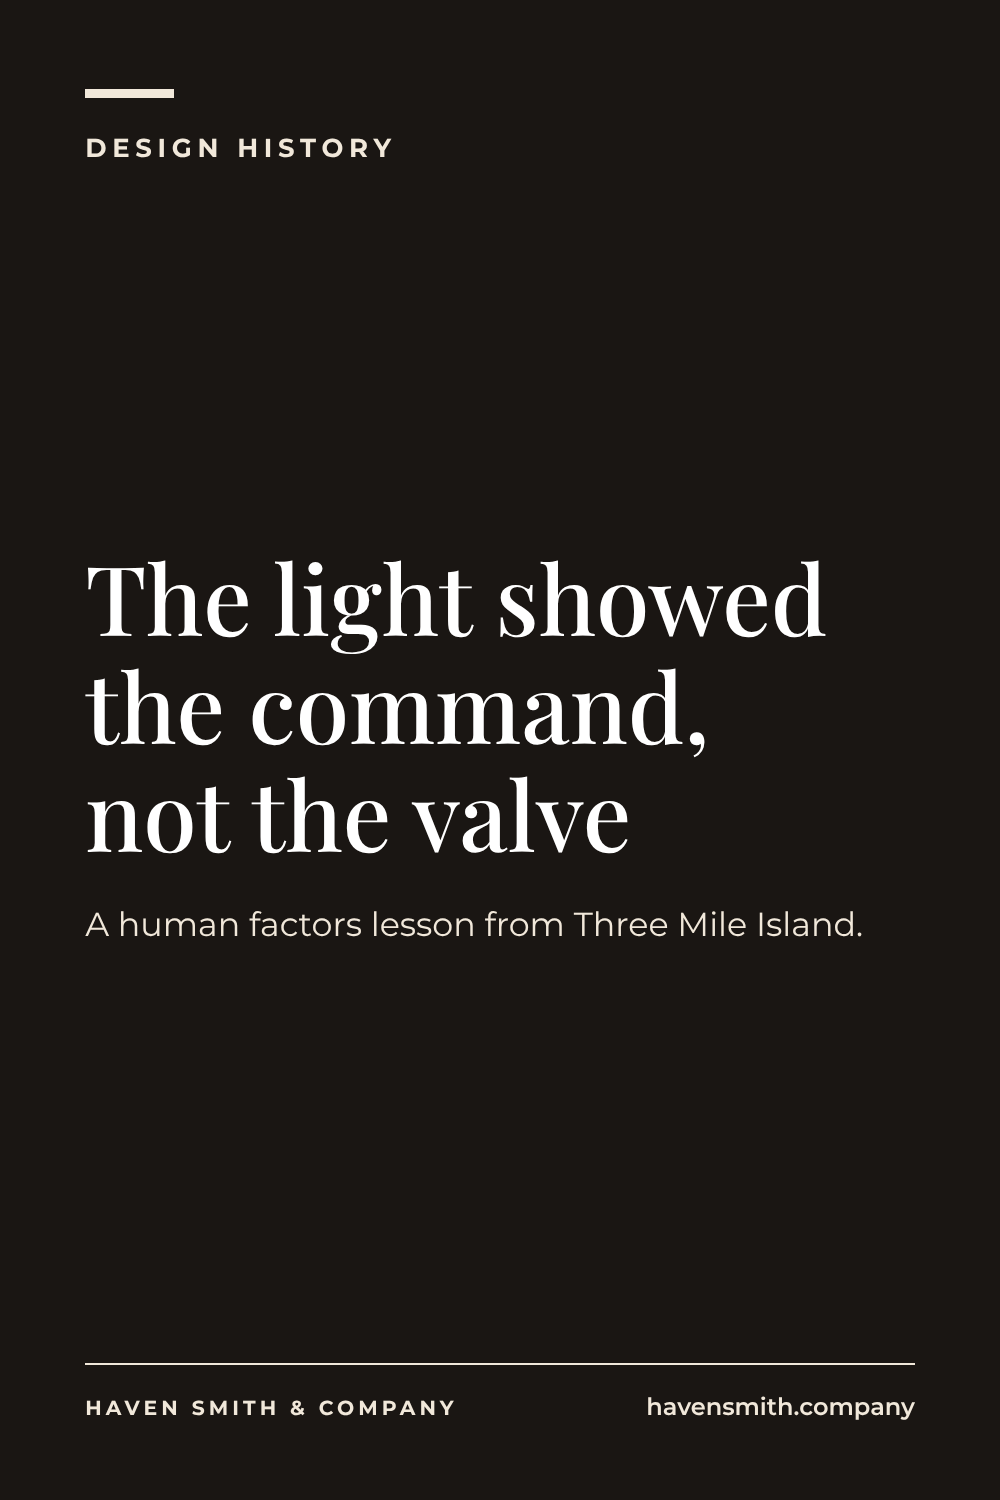 DESIGN HISTORY
The light showed
the command,
not the valve
A human factors lesson from Three Mile Island.
HAVEN SMITH & COMPANY
havensmith.company